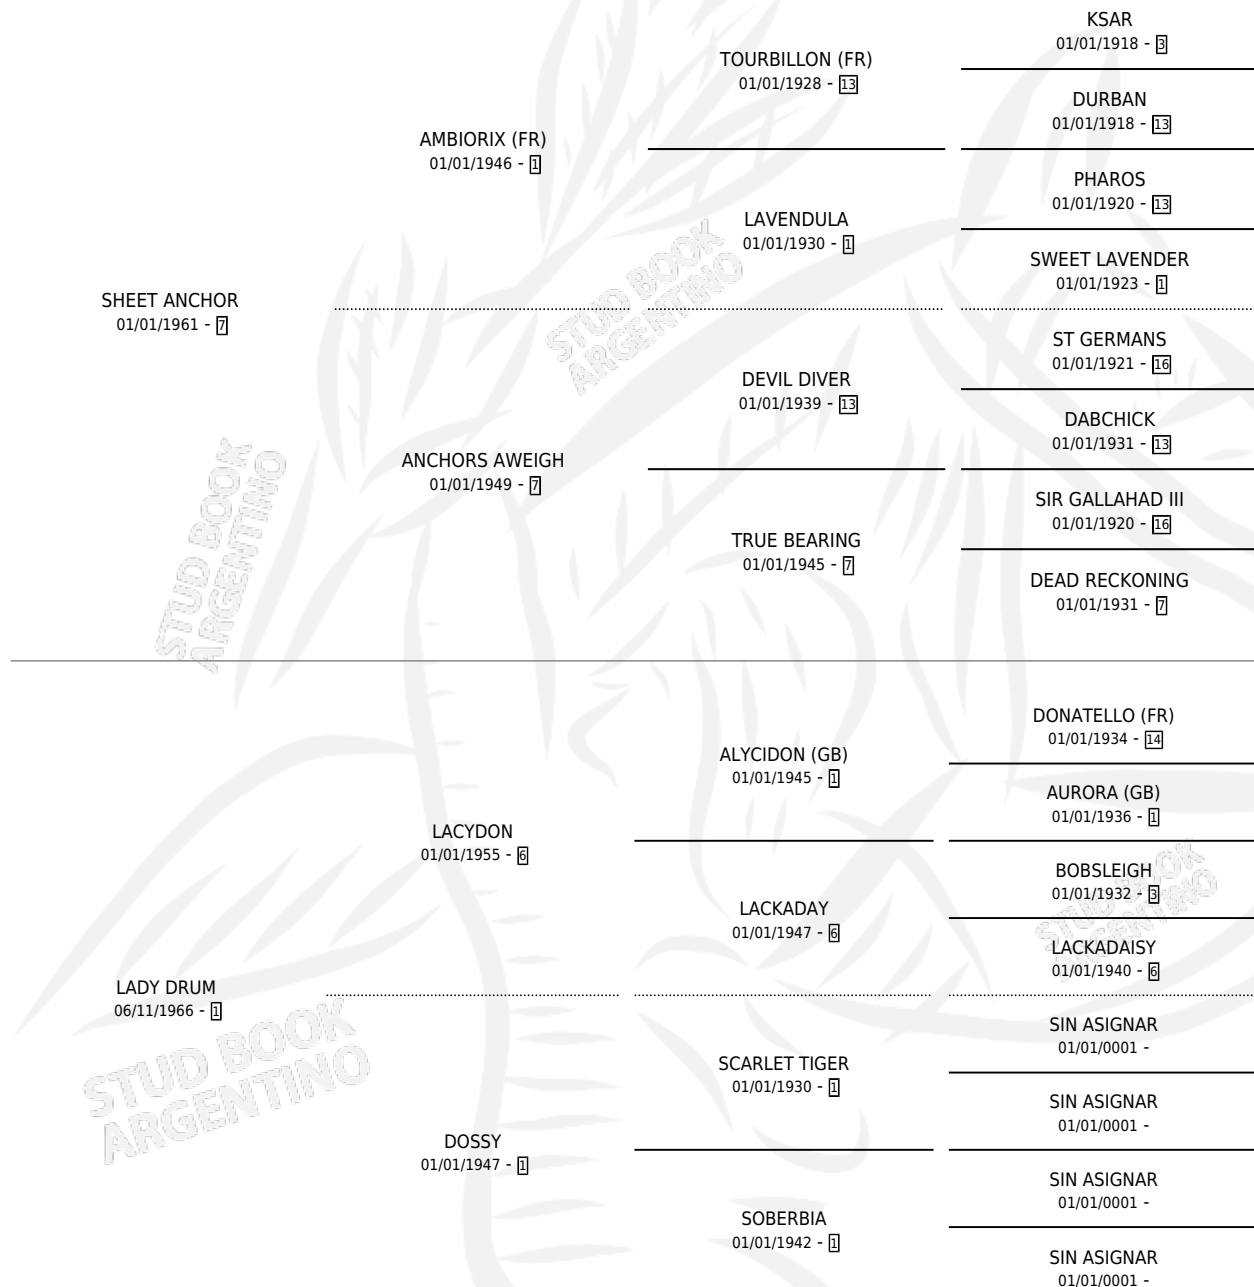 KSAR
01/01/1918 - 3
TOURBILLON (FR)
01/01/1928 - 13
DURBAN
01/01/1918 - 13
AMBIORIX (FR)
01/01/1946 - 1
PHAROS
01/01/1920 - 13
LAVENDULA
01/01/1930 - 1
SWEET LAVENDER
01/01/1923 - 1
SHEET ANCHOR
01/01/1961 - 7
ST GERMANS
01/01/1921 - 16
DEVIL DIVER
01/01/1939 - 13
DABCHICK
01/01/1931 - 13
ANCHORS AWEIGH
01/01/1949 - 7
SIR GALLAHAD III
01/01/1920 - 16
TRUE BEARING
01/01/1945 - 7
DEAD RECKONING
01/01/1931 - 7
DONATELLO (FR)
01/01/1934 - 14
ALYCIDON (GB)
01/01/1945 - 1
AURORA (GB)
01/01/1936 - 1
LACYDON
01/01/1955 - 6
BOBSLEIGH
01/01/1932 - 3
LACKADAY
01/01/1947 - 6
LACKADAISY
01/01/1940 - 6
LADY DRUM
06/11/1966 - 1
SIN ASIGNAR
01/01/0001 -
SCARLET TIGER
01/01/1930 - 1
SIN ASIGNAR
01/01/0001 -
DOSSY
01/01/1947 - 1
SIN ASIGNAR
01/01/0001 -
SOBERBIA
01/01/1942 - 1
SIN ASIGNAR
01/01/0001 -
STUD BOOK
ARGENTINO
STUD BOOK
ARGENTINO
STUD BOOK
ARGENTINO
STUD BOOK
ARGENTINO